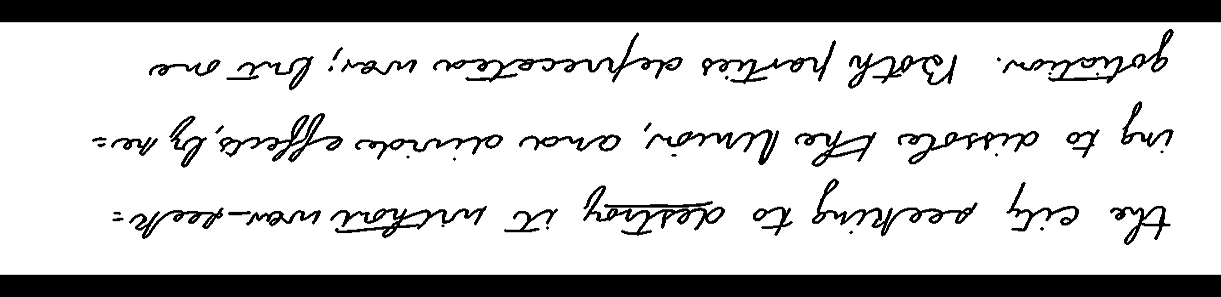 the city seeking to destroy it without war–seek=
ing to dissole the Union, and divide effects, by ne=
gotiation. Both parties deprecated war; but one